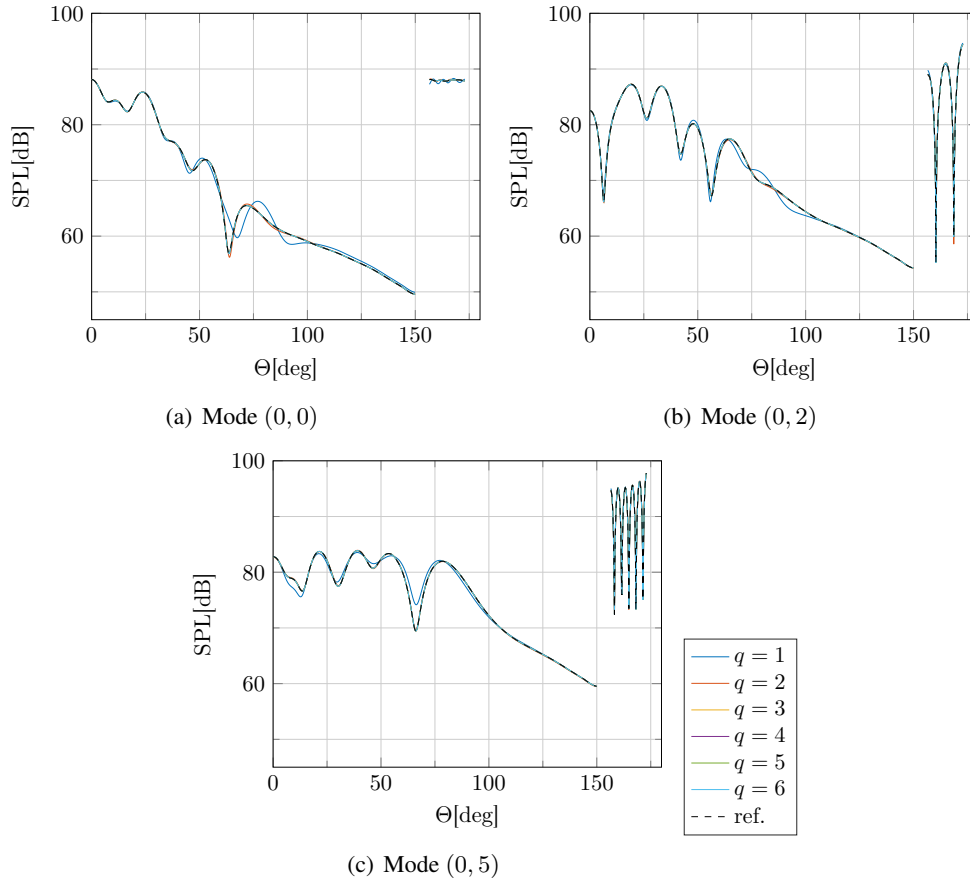 100
80
60
SPL[dB]
0
50
100
150
Θ[deg]
(a) Mode (0, 0)
100
80
60
SPL[dB]
0
50
100
150
Θ[deg]
(b) Mode (0, 2)
100
80
60
SPL[dB]
0
50
100
150
Θ[deg]
(c) Mode (0, 5)
q = 1
q = 2
q = 3
q = 4
q = 5
q = 6
ref.